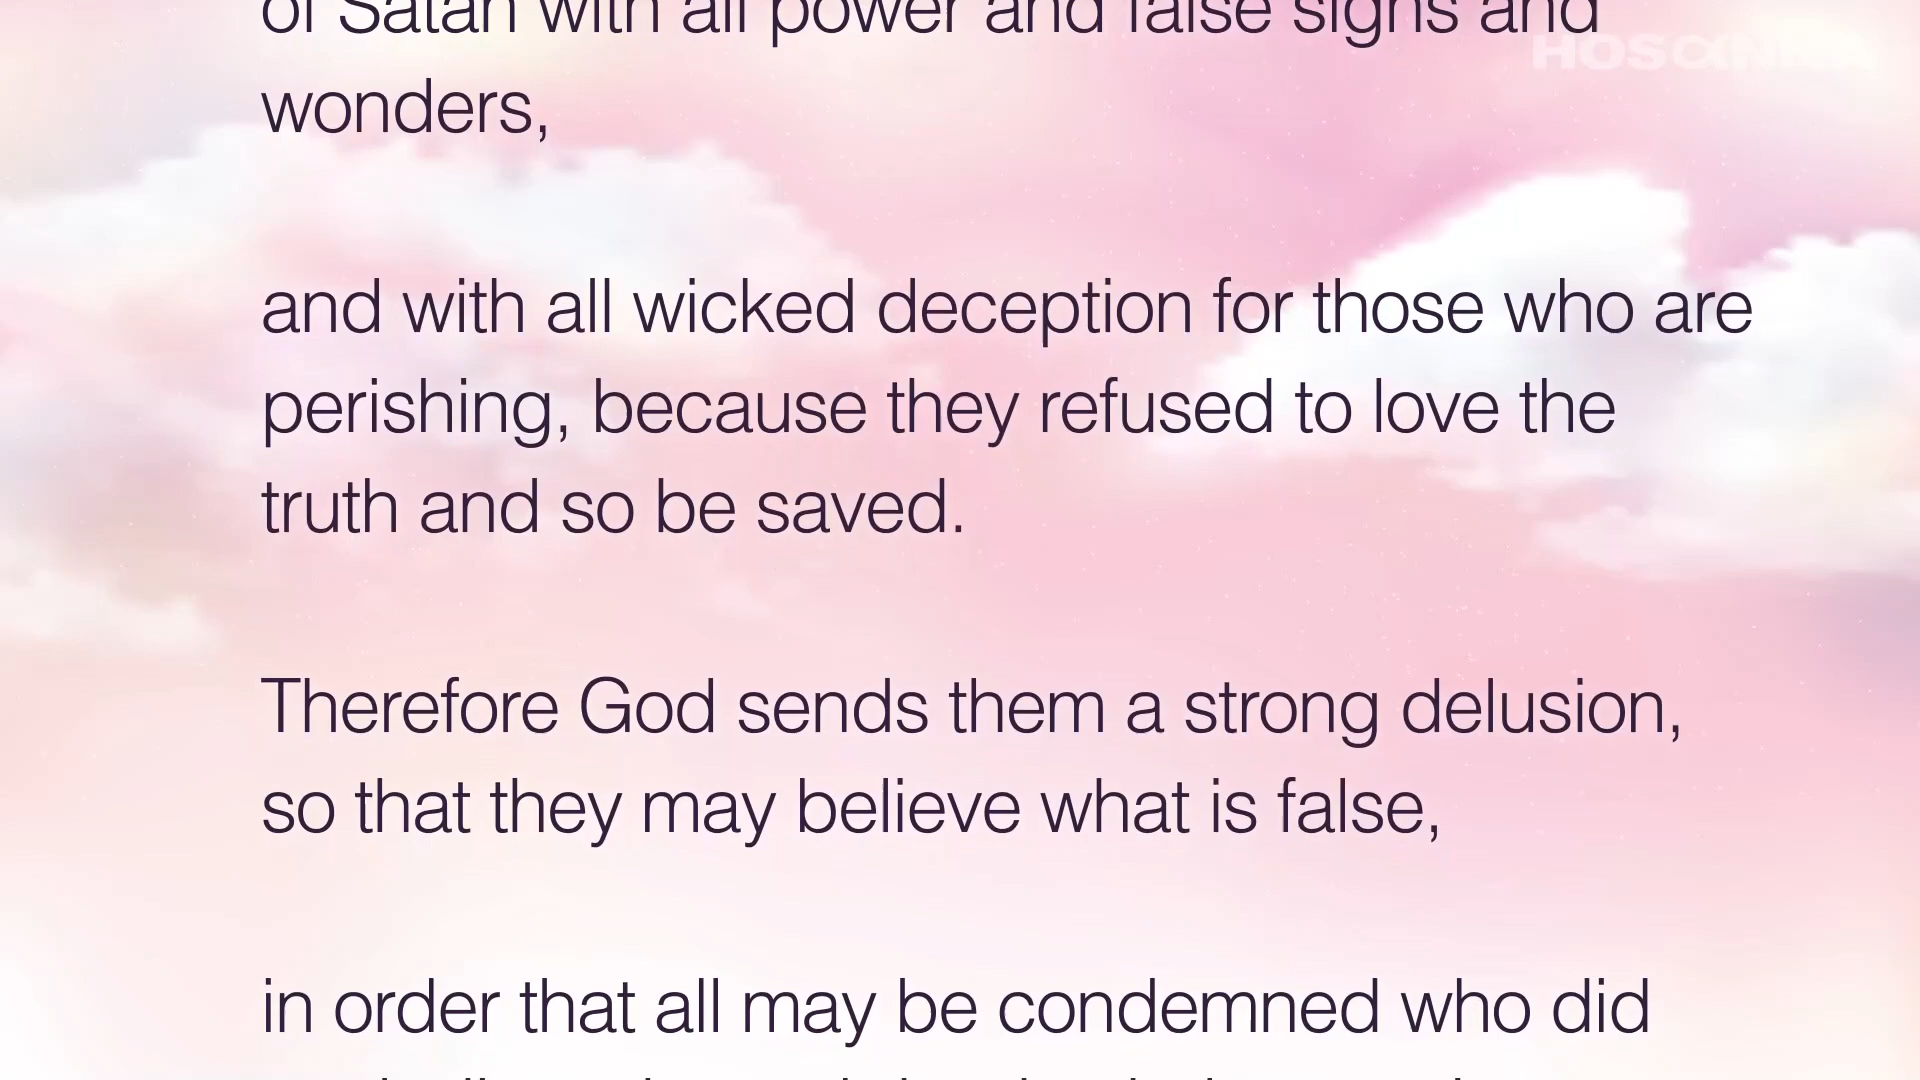 of Satan with all power and false signs and
wonders,
and with all wicked deception for those who are
perishing, because they refused to love the
truth and so be saved.
Therefore God sends them a strong delusion,
so that they may believe what is false,
in order that all may be condemned who did